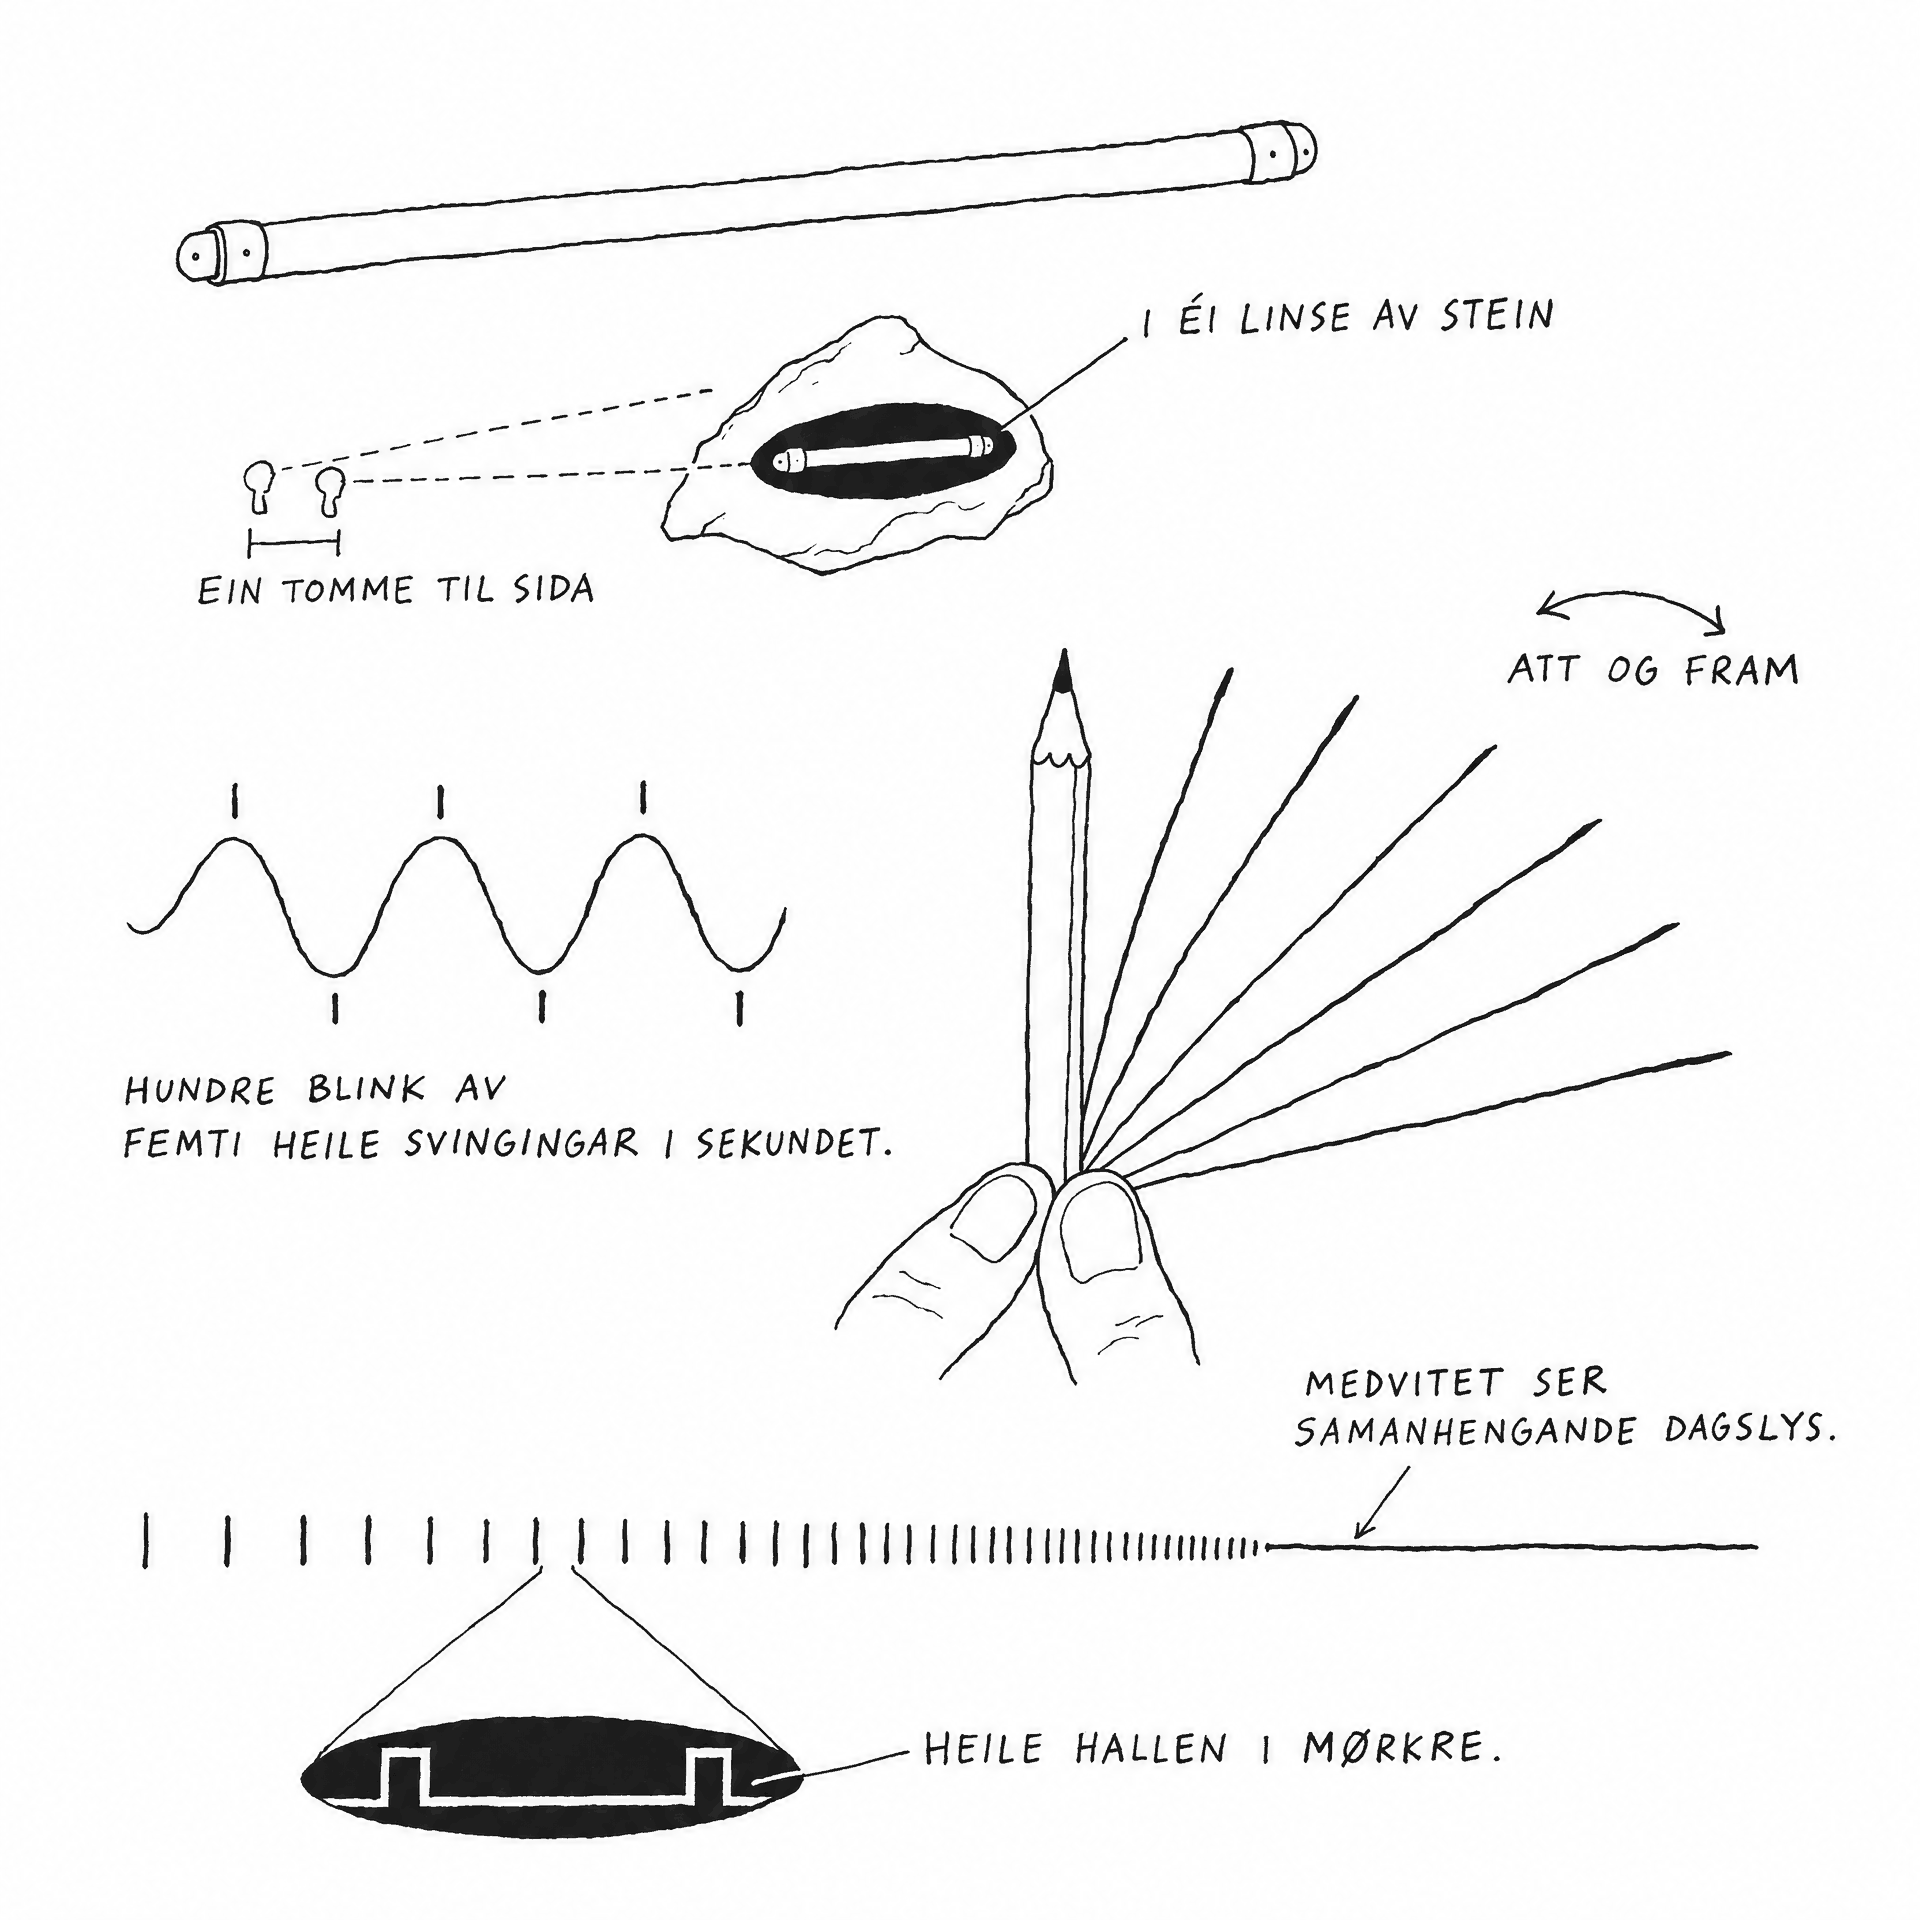 I ÉI LINSE AV STEIN
EIN TOMME TIL SIDA
ATT OG FRAM
HUNDRE BLINK AV
FEMTI HEILE SVINGINGAR I SEKUNDET.
MEDVITET SER
SAMANHENGANDE DAGSLYS.
HEILE HALLEN I MØRKRE.